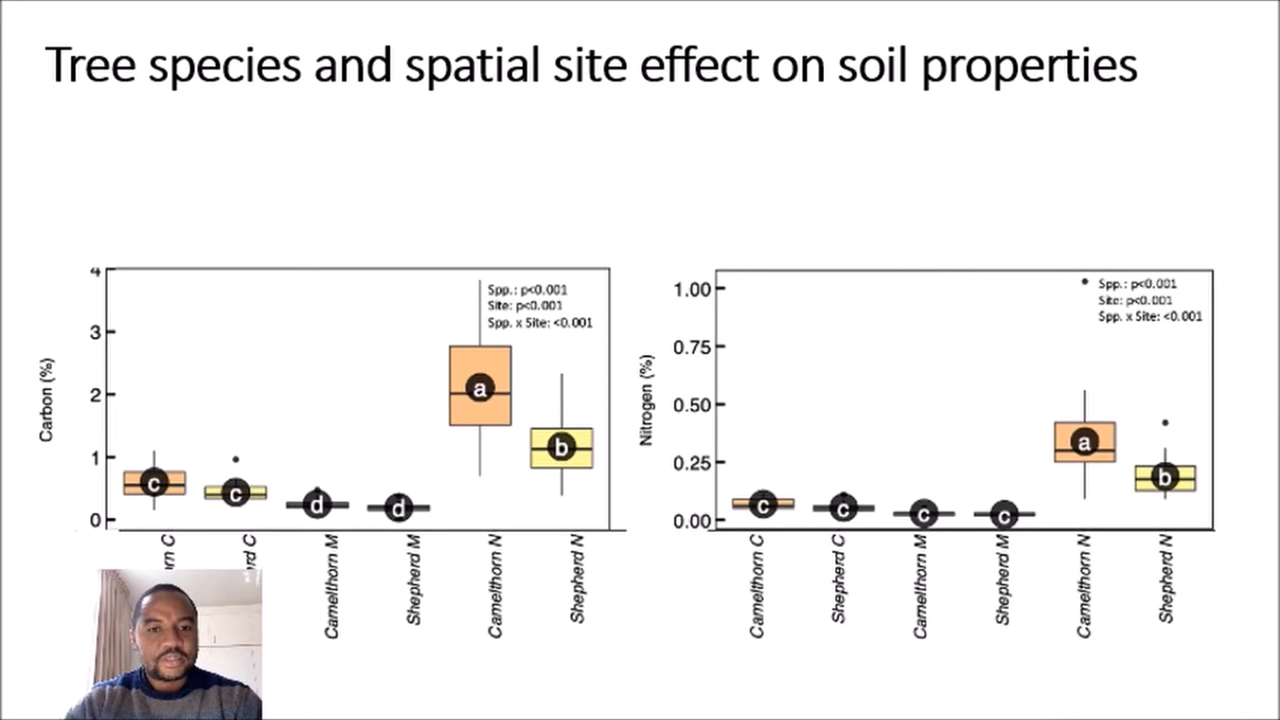 Tree species and spatial site effect on soil properties
Carbon (%)
4
3
2
1
0
Spp.: p<0.001
Site: p<0.001
Spp. x Site: <0.001
c
c
d
d
a
b
rn C
rd C
Camelthorn M
Shepherd M
Camelthorn N
Shepherd N
Nitrogen (%)
1.00
0.75
0.50
0.25
0.00
Spp.: p<0.001
Site: p<0.001
Spp. x Site: <0.001
c
c
c
c
a
b
Camelthorn C
Shepherd C
Camelthorn M
Shepherd M
Camelthorn N
Shepherd N